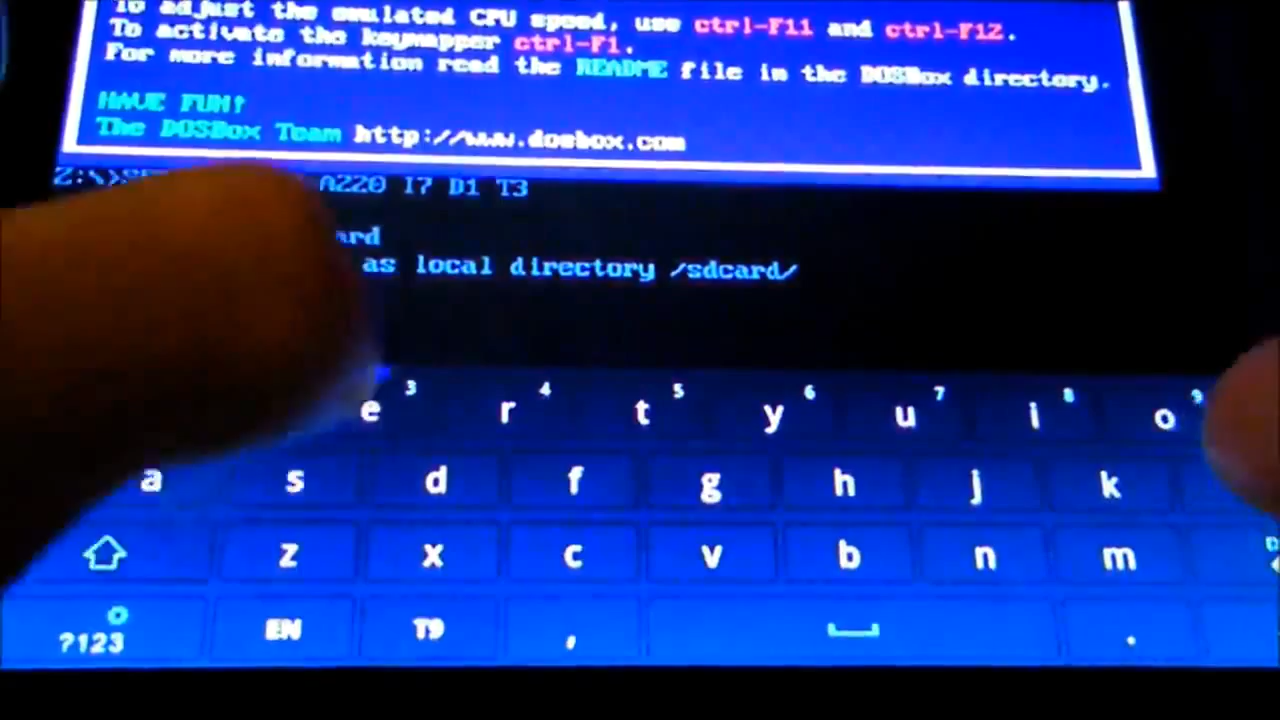 To adjust the emulated CPU speed, use ctrl-F11 and ctrl-F12.
To activate the keymapper ctrl-F1.
For more information read the README file in the DOSBox directory.
HAVE FUN!
The DOSBox Team http://www.dosbox.com
Z:\>SE A220 I7 D1 T3
ard
as local directory /sdcard/
3 4 5 6 7 8 9
e r t y u i o
a s d f g h j k
z x c v b n m
?123 EN T9 , .